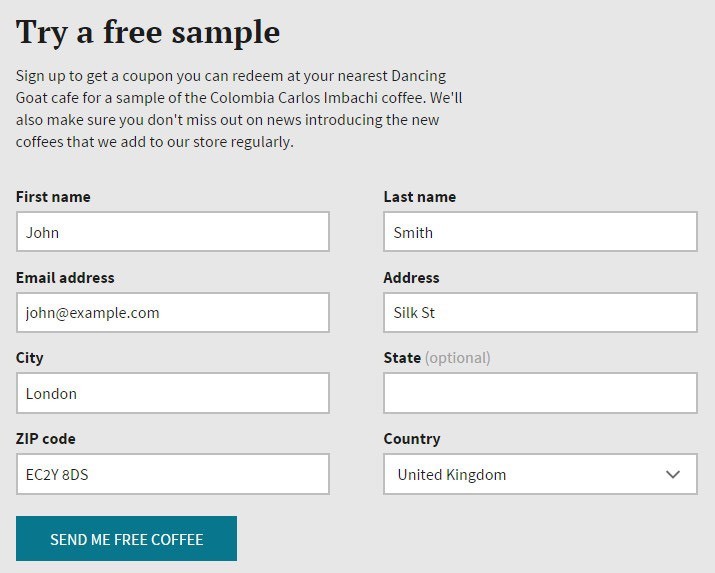 Try a free sample
Sign up to get a coupon you can redeem at your nearest Dancing
Goat cafe for a sample of the Colombia Carlos Imbachi coffee. We'll
also make sure you don't miss out on news introducing the new
coffees that we add to our store regularly.
First name
Last name
John
Smith
Email address
Address
john@example.com
Silk St
City
State (optional)
London
ZIP code
Country
EC2Y 8DS
United Kingdom
SEND ME FREE COFFEE